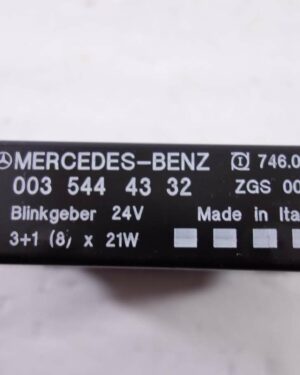 MERCEDES-BENZ 746.0
003 544 43 32 ZGS 00
Blinkgeber 24V Made in Ita
3+1 (8) x 21W